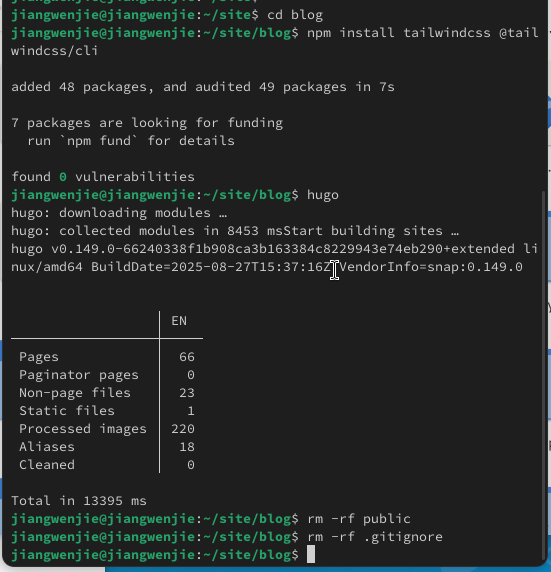 jiangwenjie@jiangwenjie:~/site$ cd blog
jiangwenjie@jiangwenjie:~/site/blog$ npm install tailwindcss @tail
windcss/cli
added 48 packages, and audited 49 packages in 7s
7 packages are looking for funding
run `npm fund` for details
found 0 vulnerabilities
jiangwenjie@jiangwenjie:~/site/blog$ hugo
hugo: downloading modules …
hugo: collected modules in 8453 msStart building sites …
hugo v0.149.0-66240338f1b908ca3b163384c8229943e74eb290+extended li
nux/amd64 BuildDate=2025-08-27T15:37:16Z VendorInfo=snap:0.149.0
EN
Pages 66
Paginator pages 0
Non-page files 23
Static files 1
Processed images 220
Aliases 18
Cleaned 0
Total in 13395 ms
jiangwenjie@jiangwenjie:~/site/blog$ rm -rf public
jiangwenjie@jiangwenjie:~/site/blog$ rm -rf .gitignore
jiangwenjie@jiangwenjie:~/site/blog$